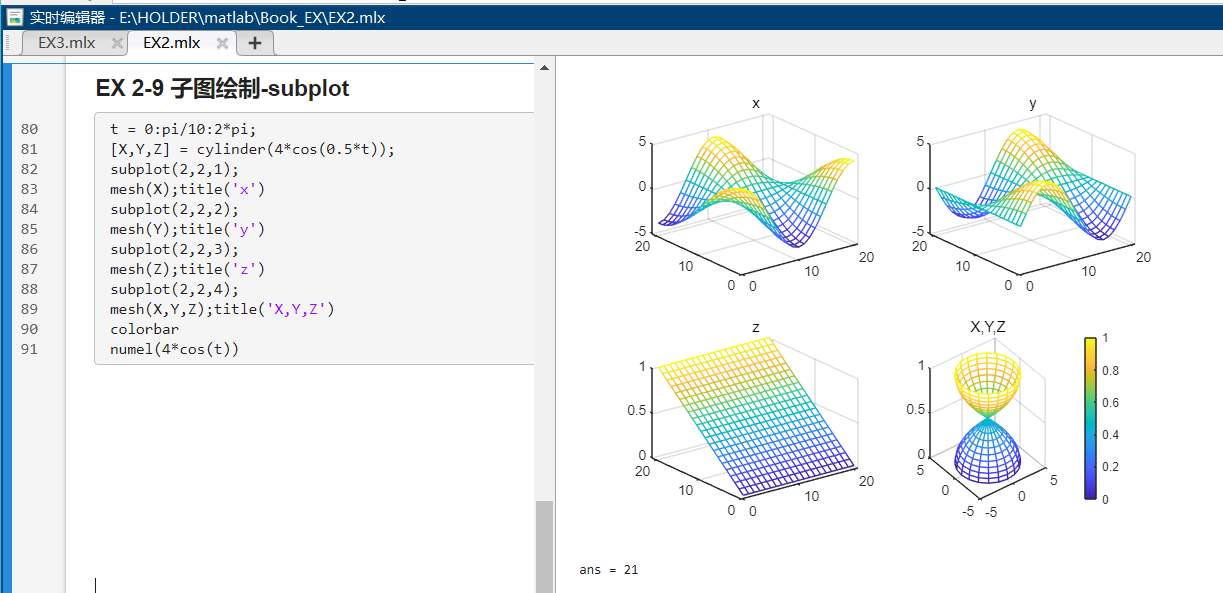 实时编辑器 - E:\HOLDER\matlab\Book_EX\EX2.mlx
EX3.mlx
EX2.mlx
EX 2-9 子图绘制-subplot
80 t = 0:pi/10:2*pi;
81 [X,Y,Z] = cylinder(4*cos(0.5*t));
82 subplot(2,2,1);
83 mesh(X);title('x')
84 subplot(2,2,2);
85 mesh(Y);title('y')
86 subplot(2,2,3);
87 mesh(Z);title('z')
88 subplot(2,2,4);
89 mesh(X,Y,Z);title('X,Y,Z')
90 colorbar
91 numel(4*cos(t))
x
5
0
-5
20
10
0
0
10
20
y
5
0
-5
20
10
0
0
10
20
z
1
0.5
0
20
10
0
0
10
20
X,Y,Z
1
0.5
0
5
0
-5
-5
0
5
1
0.8
0.6
0.4
0.2
0
ans = 21